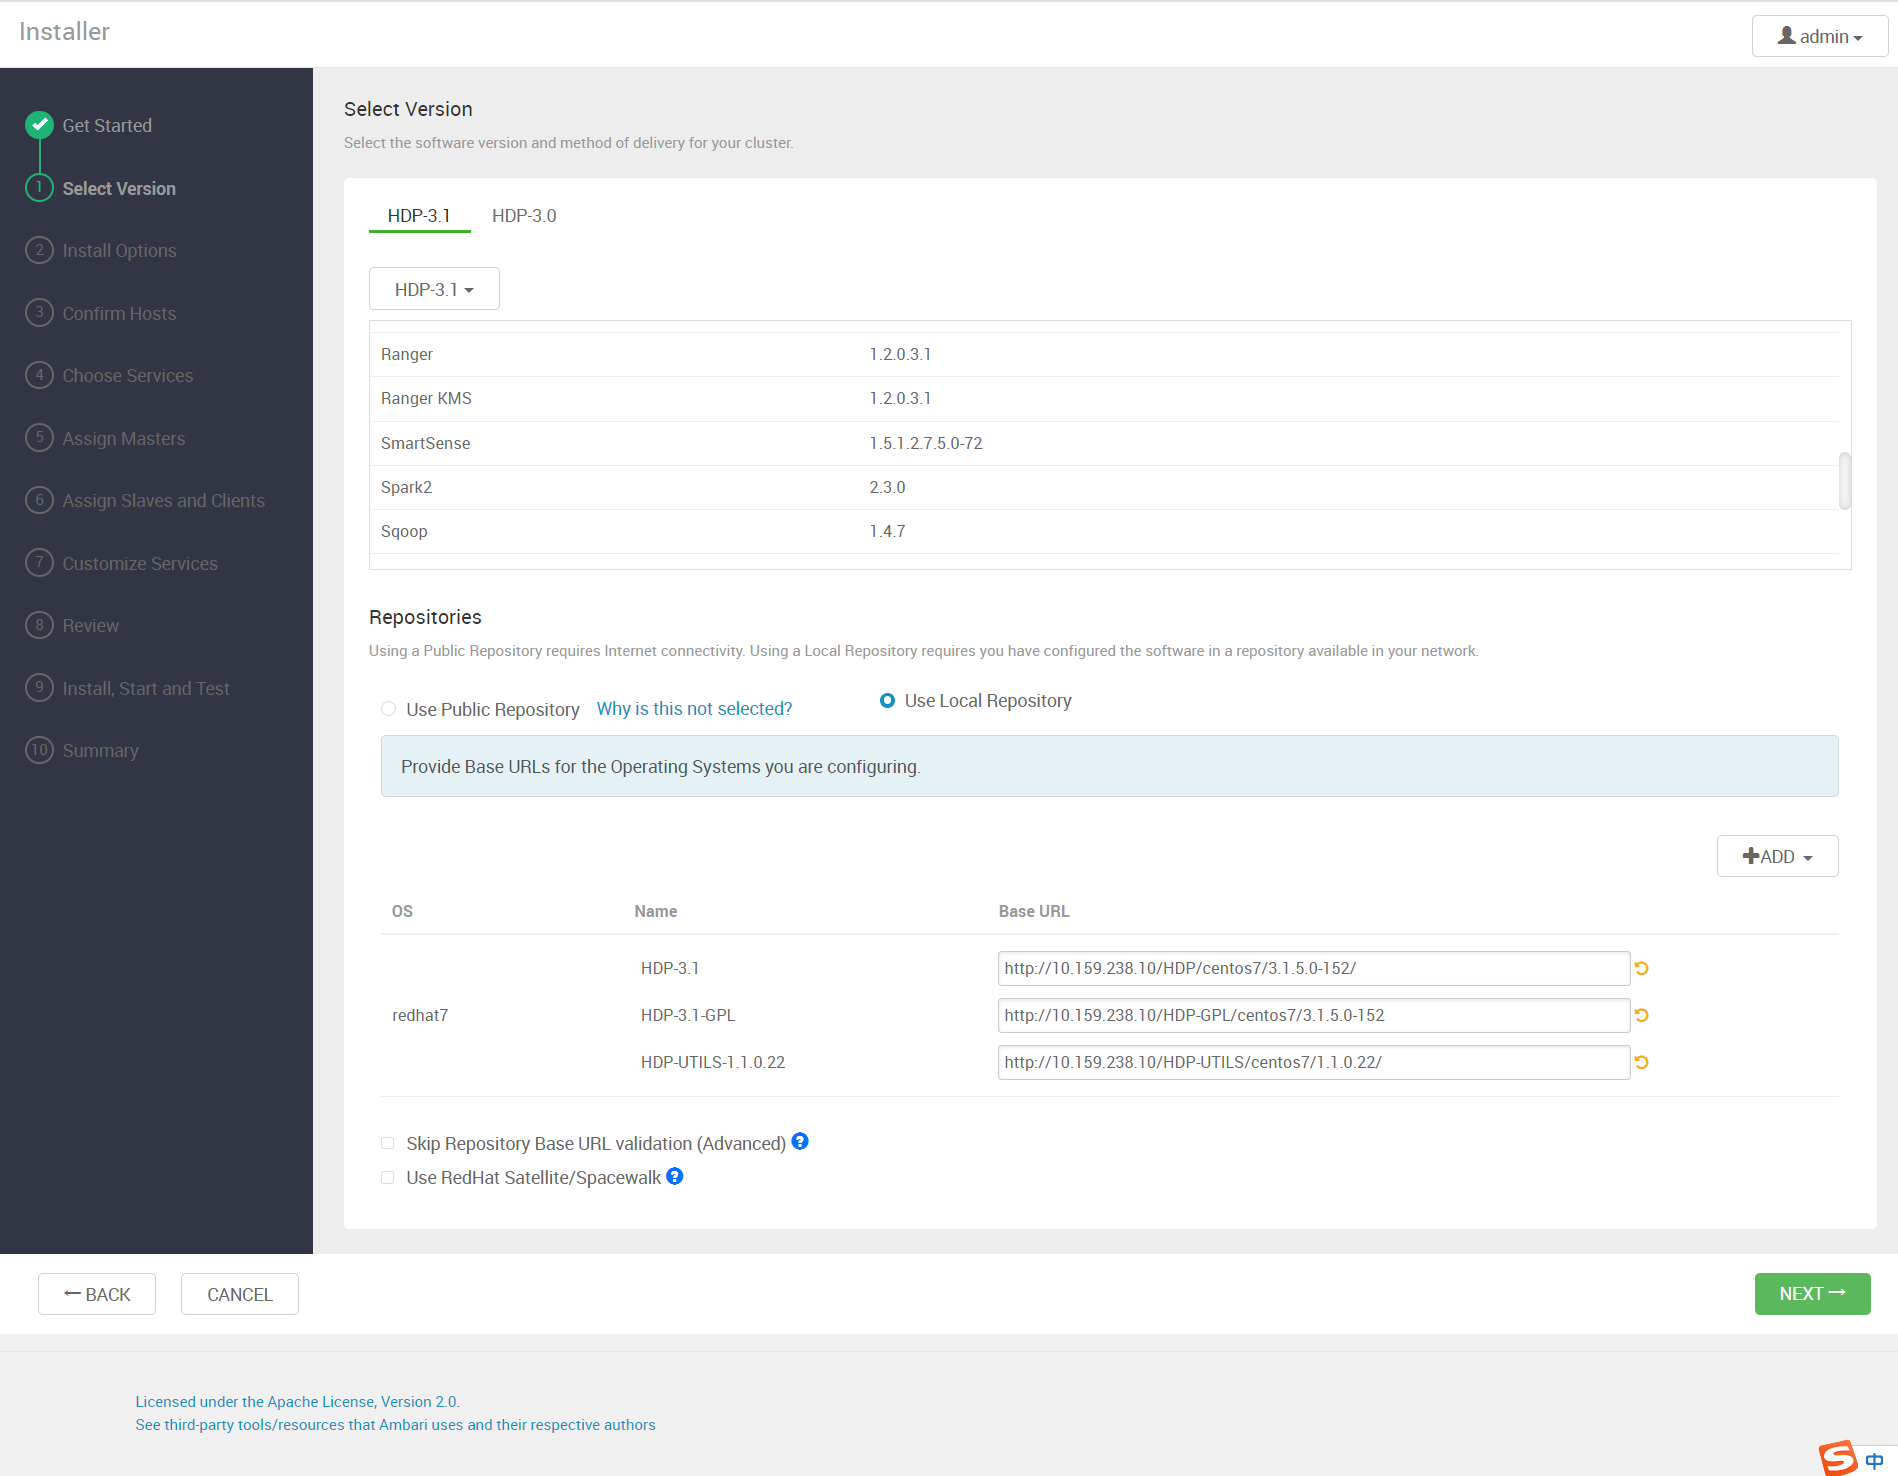 Installer
admin
Get Started
1 Select Version
2 Install Options
3 Confirm Hosts
4 Choose Services
5 Assign Masters
6 Assign Slaves and Clients
7 Customize Services
8 Review
9 Install, Start and Test
10 Summary
Select Version
Select the software version and method of delivery for your cluster.
HDP-3.1 HDP-3.0
HDP-3.1
Ranger 1.2.0.3.1
Ranger KMS 1.2.0.3.1
SmartSense 1.5.1.2.7.5.0-72
Spark2 2.3.0
Sqoop 1.4.7
Repositories
Using a Public Repository requires Internet connectivity. Using a Local Repository requires you have configured the software in a repository available in your network.
Use Public Repository Why is this not selected? Use Local Repository
Provide Base URLs for the Operating Systems you are configuring.
ADD
OS Name Base URL
HDP-3.1 http://10.159.238.10/HDP/centos7/3.1.5.0-152/
redhat7 HDP-3.1-GPL http://10.159.238.10/HDP-GPL/centos7/3.1.5.0-152
HDP-UTILS-1.1.0.22 http://10.159.238.10/HDP-UTILS/centos7/1.1.0.22/
Skip Repository Base URL validation (Advanced) ?
Use RedHat Satellite/Spacewalk ?
← BACK CANCEL NEXT →
Licensed under the Apache License, Version 2.0.
See third-party tools/resources that Ambari uses and their respective authors
S 中